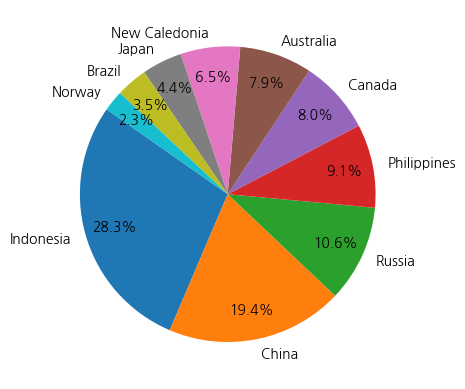 New Caledonia
Japan
Australia
Brazil
Canada
Norway
Philippines
Indonesia
Russia
China
6.5%
7.9%
4.4%
3.5%
8.0%
2.3%
9.1%
28.3%
10.6%
19.4%